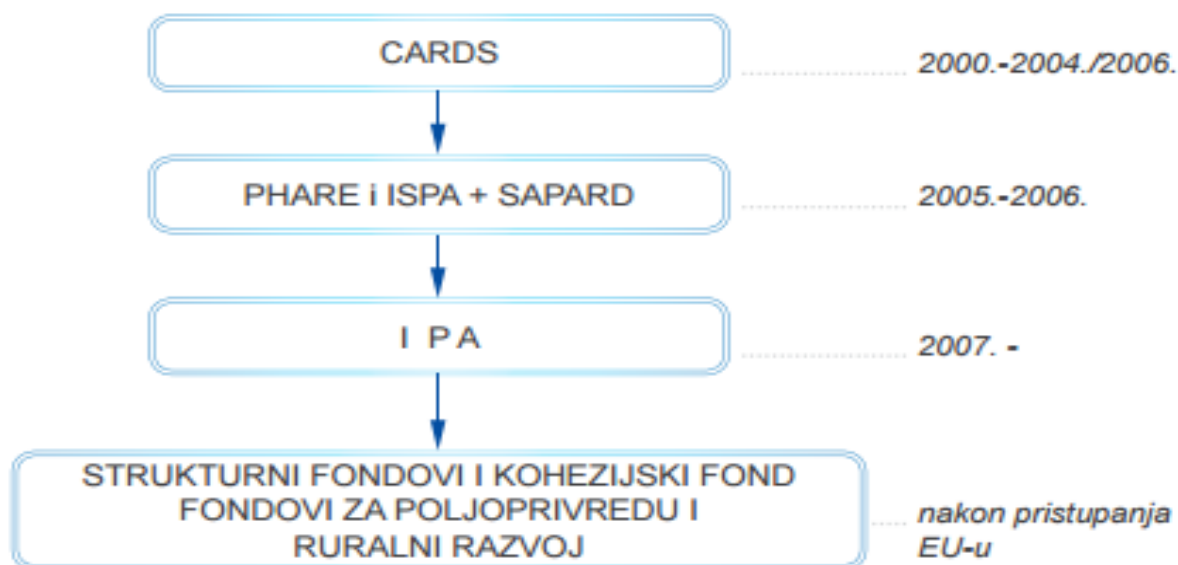 CARDS
2000.-2004./2006.
PHARE i ISPA + SAPARD
2005.-2006.
I P A
2007. -
STRUKTURNI FONDOVI I KOHEZIJSKI FOND
FONDOVI ZA POLJOPRIVREDU I
RURALNI RAZVOJ
nakon pristupanja
EU-u